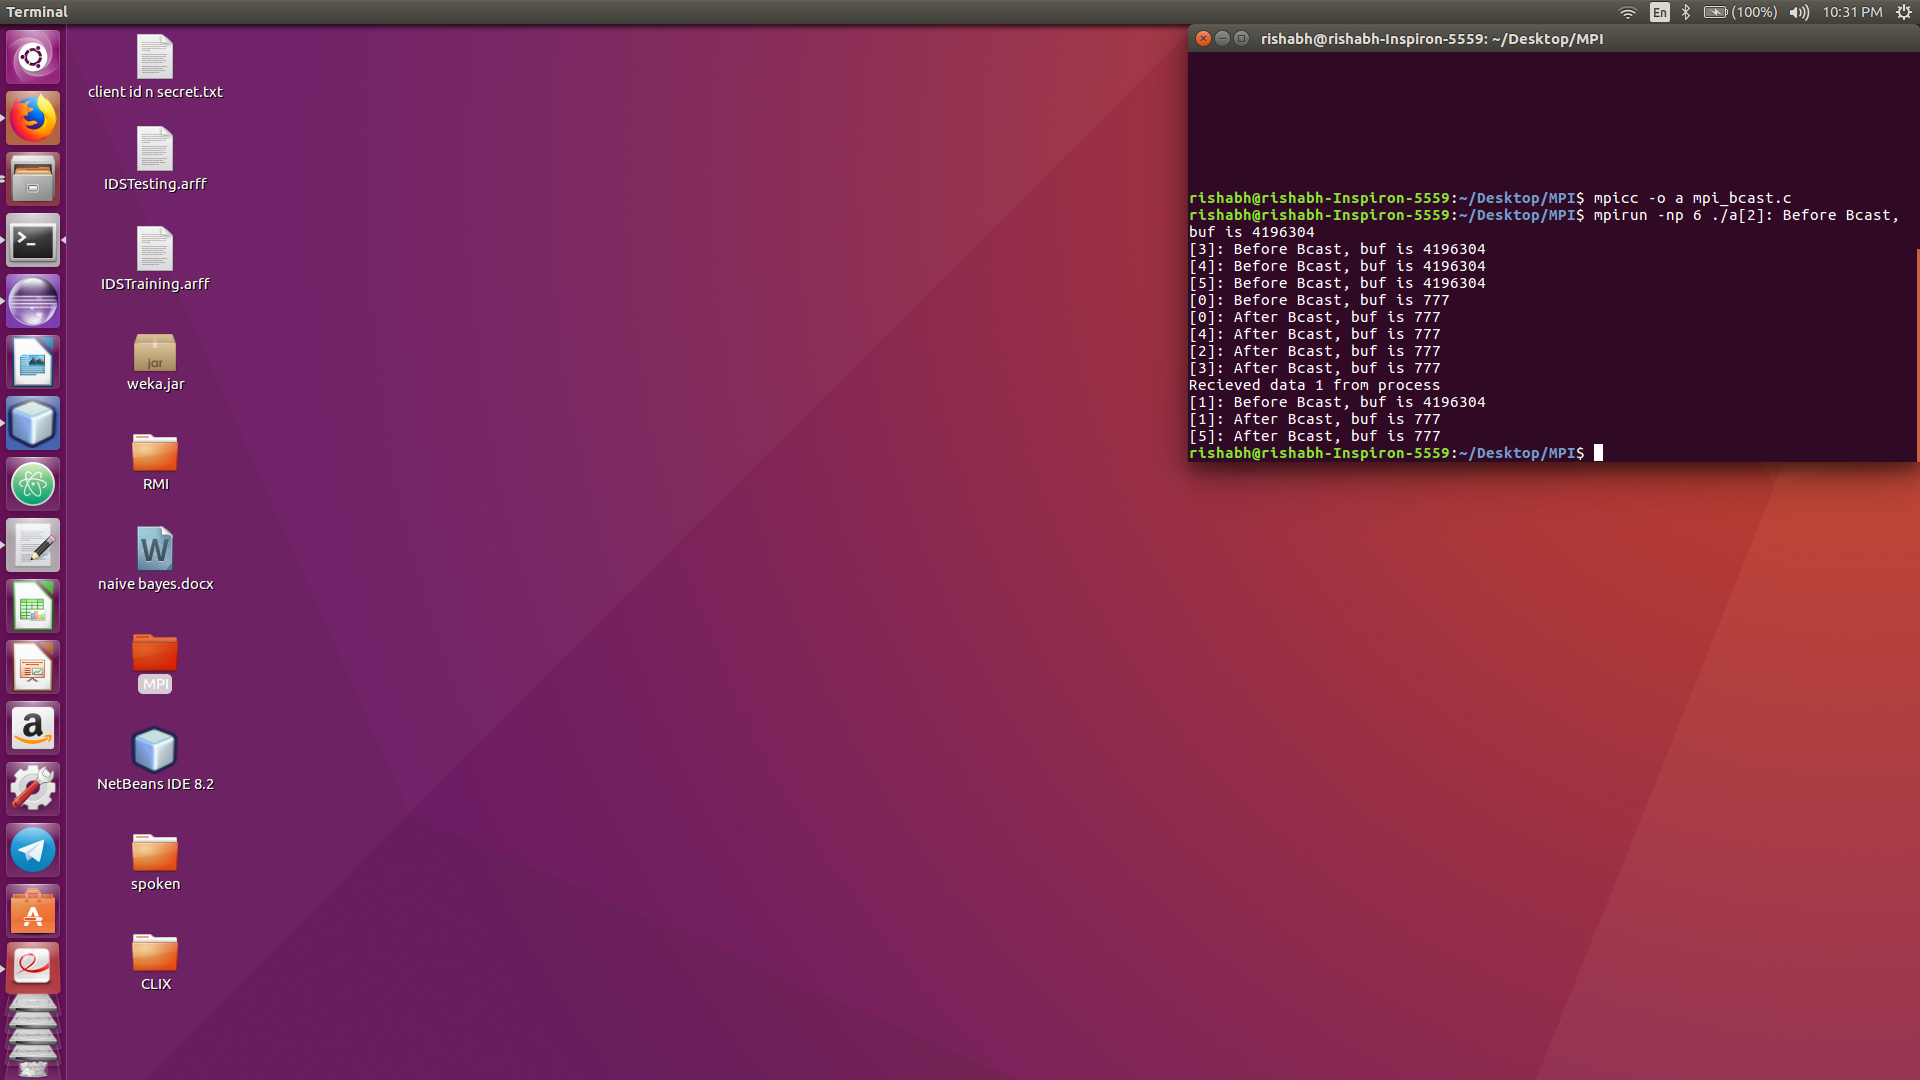 Terminal
En
(100%)
10:31 PM
rishabh@rishabh-Inspiron-5559: ~/Desktop/MPI
rishabh@rishabh-Inspiron-5559:~/Desktop/MPI$ mpicc -o a mpi_bcast.c
rishabh@rishabh-Inspiron-5559:~/Desktop/MPI$ mpirun -np 6 ./a[2]: Before Bcast,
buf is 4196304
[3]: Before Bcast, buf is 4196304
[4]: Before Bcast, buf is 4196304
[5]: Before Bcast, buf is 4196304
[0]: Before Bcast, buf is 777
[0]: After Bcast, buf is 777
[4]: After Bcast, buf is 777
[2]: After Bcast, buf is 777
[3]: After Bcast, buf is 777
Recieved data 1 from process
[1]: Before Bcast, buf is 4196304
[1]: After Bcast, buf is 777
[5]: After Bcast, buf is 777
rishabh@rishabh-Inspiron-5559:~/Desktop/MPI$
client id n secret.txt
IDSTesting.arff
IDSTraining.arff
jar
weka.jar
RMI
W
naive bayes.docx
MPI
NetBeans IDE 8.2
spoken
CLIX
a
A